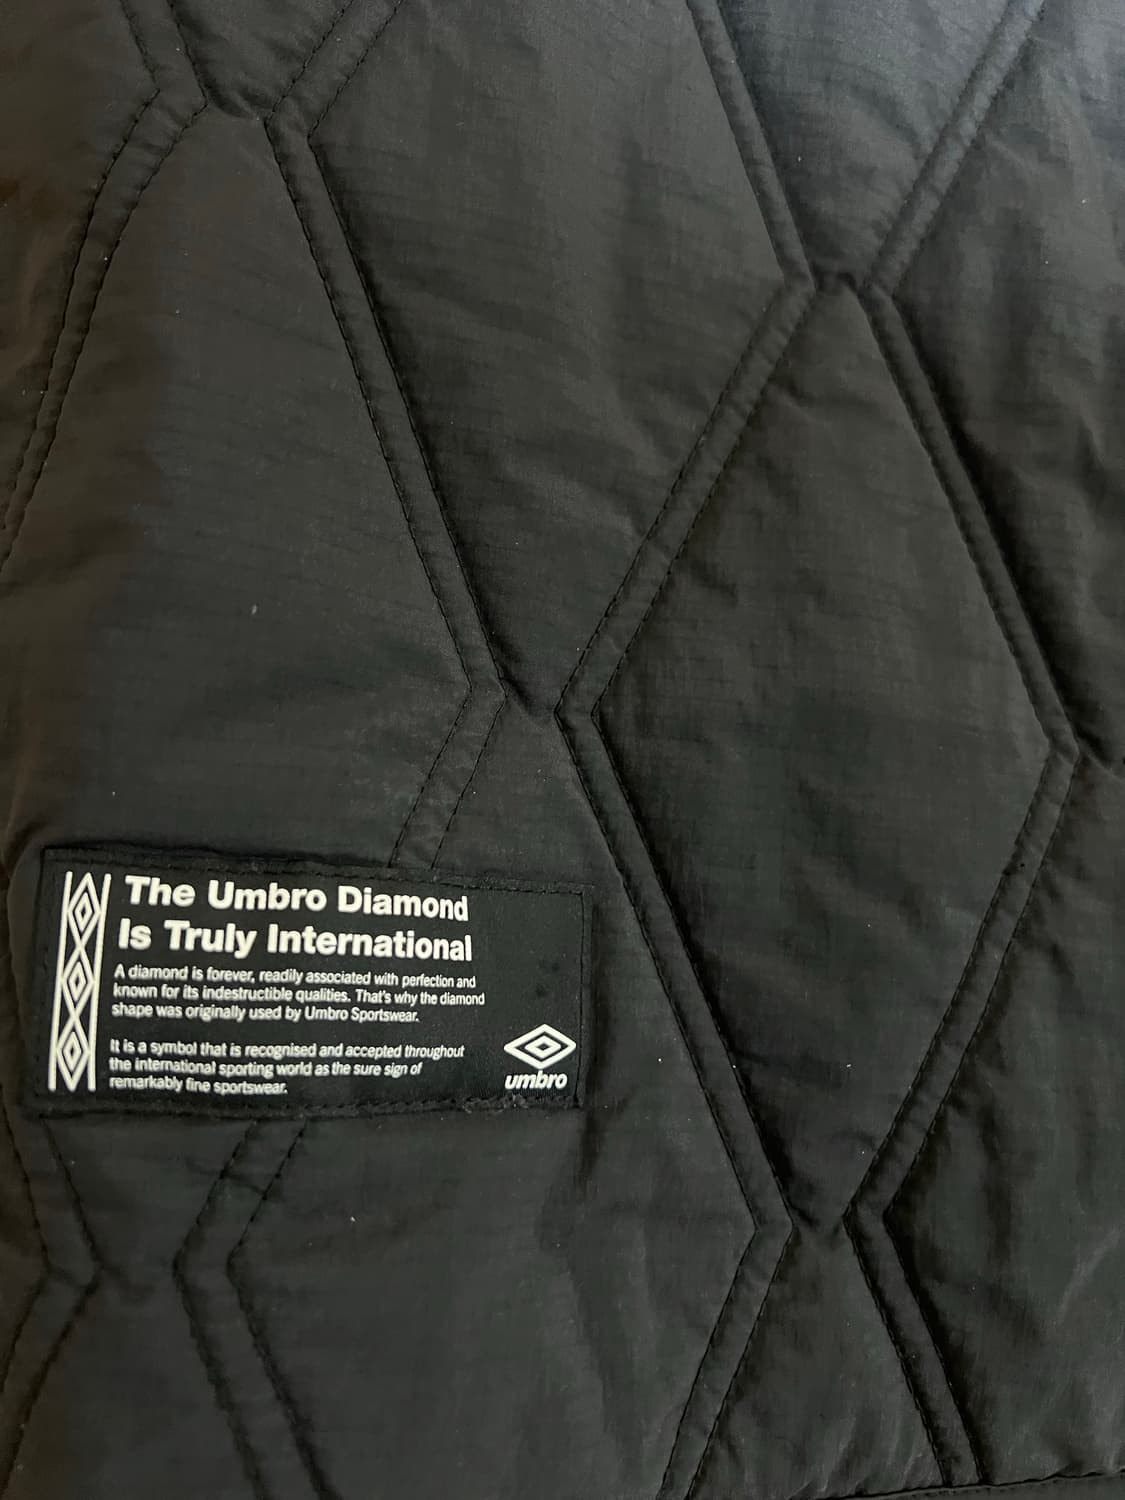 The Umbro Diamond
Is Truly International
A diamond is forever, readily associated with perfection and
known for its indestructible qualities. That's why the diamond
shape was originally used by Umbro Sportswear.
It is a symbol that is recognised and accepted throughout
the international sporting world as the sure sign of
remarkably fine sportswear.
umbro